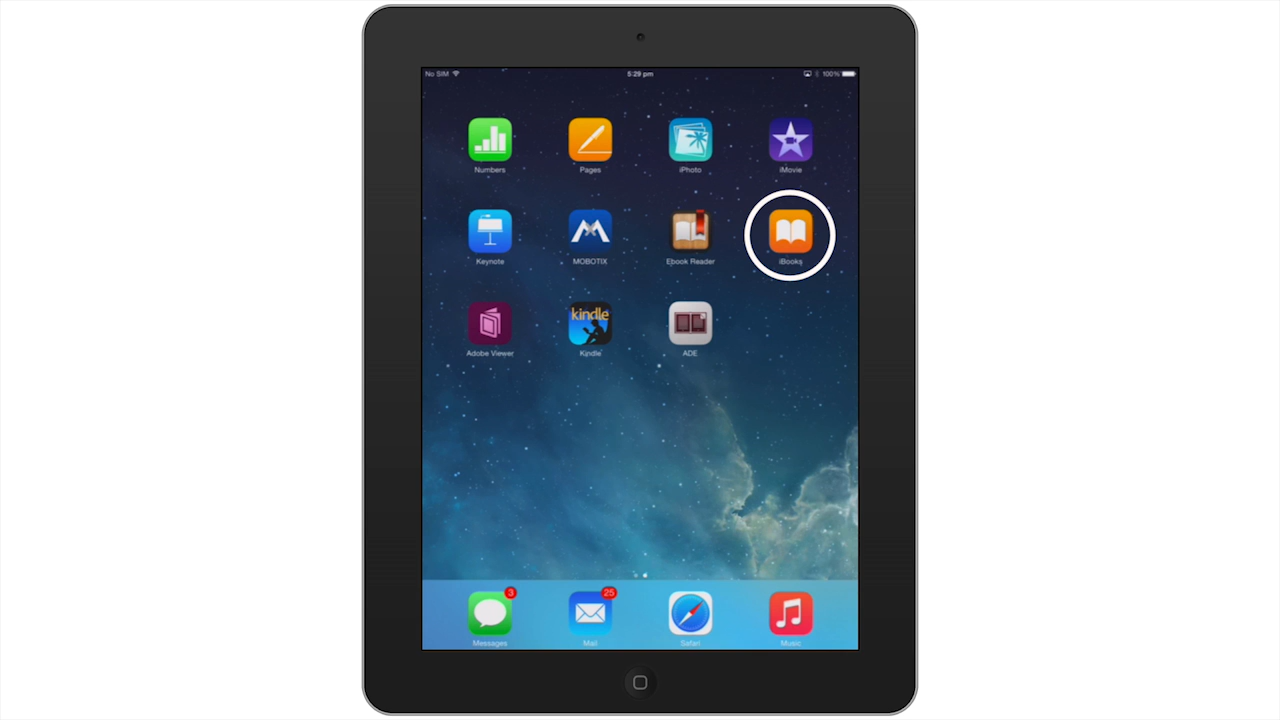 No SIM 5:29 pm 100%
Numbers Pages iPhoto iMovie
Keynote MOBOTIX Ebook Reader iBooks
kindle
Adobe Viewer Kindle ADE
3 25
Messages Mail Safari Music